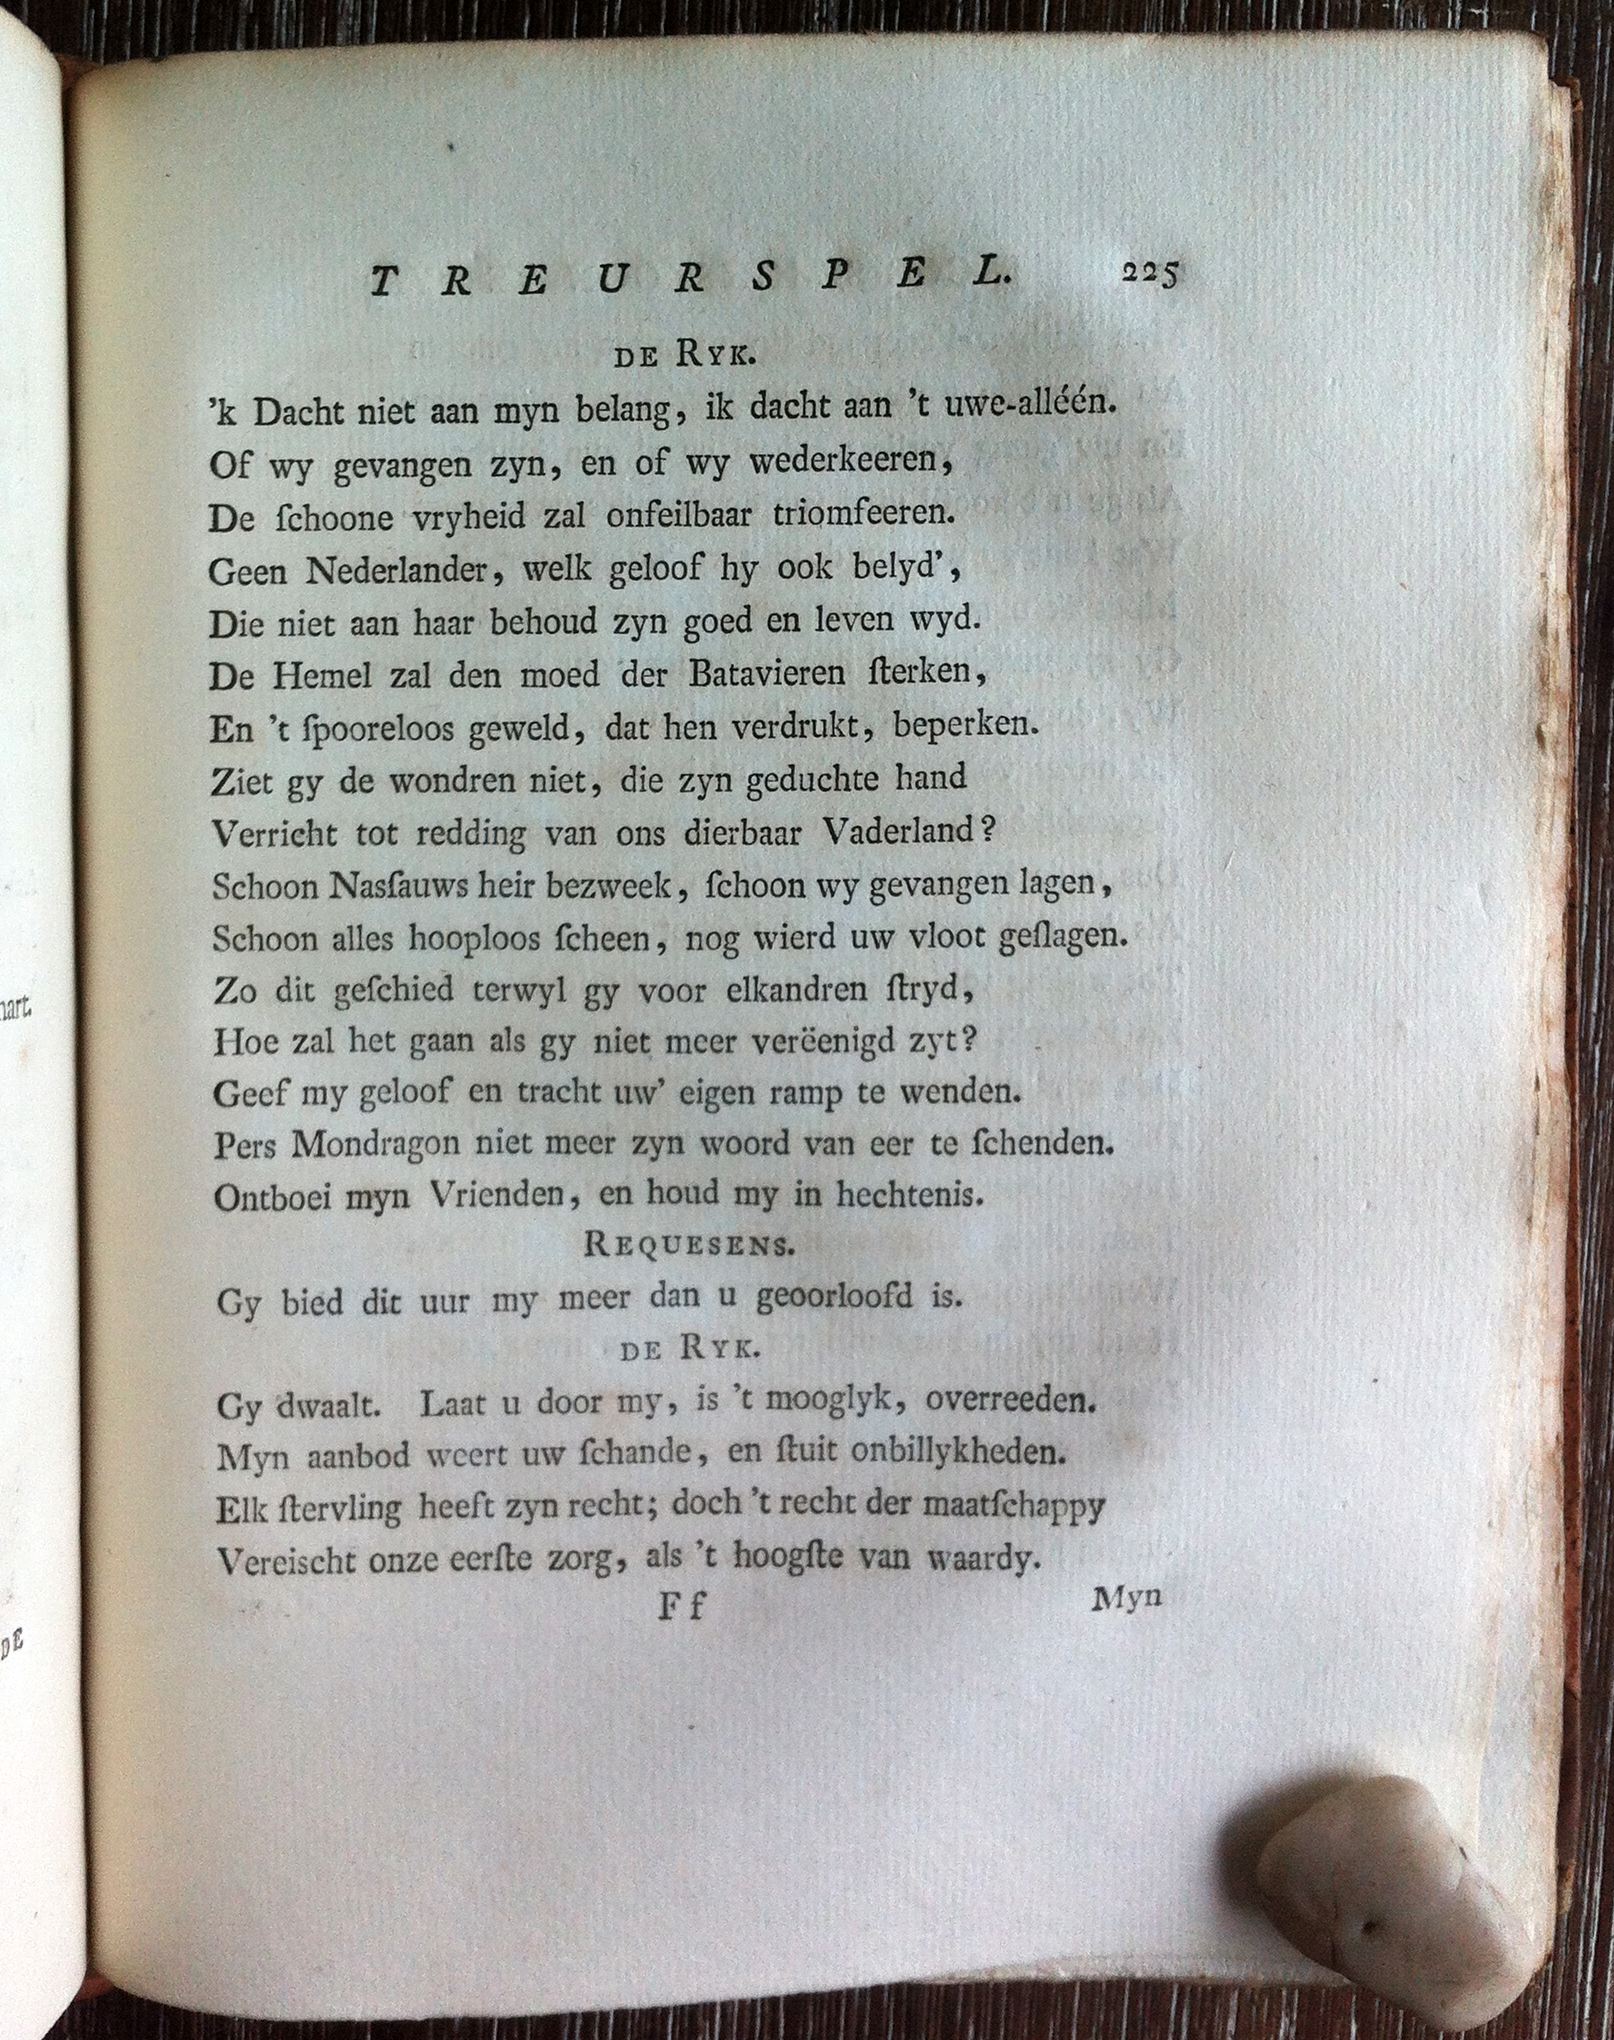 TREURSPEL. 225
DE RYK.
'k Dacht niet aan myn belang, ik dacht aan 't uwe-alléén.
Of wy gevangen zyn, en of wy wederkeeren,
De ſchoone vryheid zal onfeilbaar triomfeeren.
Geen Nederlander, welk geloof hy ook belyd',
Die niet aan haar behoud zyn goed en leven wyd.
De Hemel zal den moed der Batavieren ſterken,
En 't ſpooreloos geweld, dat hen verdrukt, beperken.
Ziet gy de wondren niet, die zyn geduchte hand
Verricht tot redding van ons dierbaar Vaderland?
Schoon Nasſauws heir bezweek, ſchoon wy gevangen lagen,
Schoon alles hooploos ſcheen, nog wierd uw vloot geſlagen.
Zo dit geſchied terwyl gy voor elkandren ſtryd,
Hoe zal het gaan als gy niet meer verëenigd zyt?
Geef my geloof en tracht uw' eigen ramp te wenden.
Pers Mondragon niet meer zyn woord van eer te ſchenden.
Ontboei myn Vrienden, en houd my in hechtenis.
REQUESENS.
Gy bied dit uur my meer dan u geoorloofd is.
DE RYK.
Gy dwaalt. Laat u door my, is 't mooglyk, overreeden.
Myn aanbod weert uw ſchande, en ſtuit onbillykheden.
Elk ſtervling heeft zyn recht; doch 't recht der maatſchappy
Vereischt onze eerſte zorg, als 't hoogſte van waardy.
Ff Myn
DE